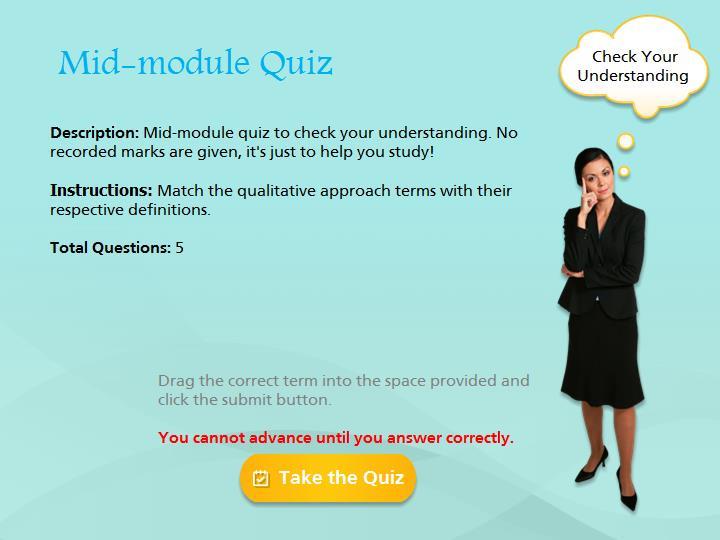 Mid-module Quiz
Check Your
Understanding
Description: Mid-module quiz to check your understanding. No
recorded marks are given, it's just to help you study!
Instructions: Match the qualitative approach terms with their
respective definitions.
Total Questions: 5
Drag the correct term into the space provided and
click the submit button.
You cannot advance until you answer correctly.
Take the Quiz